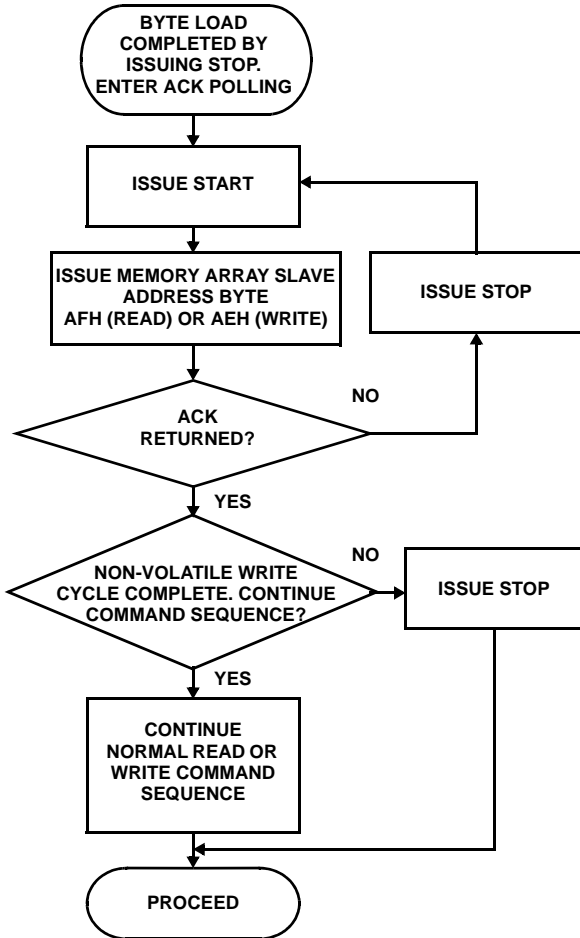 BYTE LOAD
COMPLETED BY
ISSUING STOP.
ENTER ACK POLLING
ISSUE START
ISSUE MEMORY ARRAY SLAVE
ADDRESS BYTE
AFH (READ) OR AEH (WRITE)
ISSUE STOP
NO
ACK
RETURNED?
YES
NO
NON-VOLATILE WRITE
CYCLE COMPLETE. CONTINUE
COMMAND SEQUENCE?
ISSUE STOP
YES
CONTINUE
NORMAL READ OR
WRITE COMMAND
SEQUENCE
PROCEED